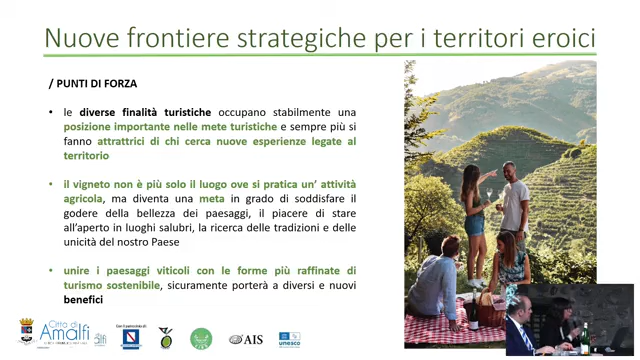 Nuove frontiere strategiche per i territori eroici
/ PUNTI DI FORZA
• le diverse finalità turistiche occupano stabilmente una
posizione importante nelle mete turistiche e sempre più si
fanno attrattrici di chi cerca nuove esperienze legate al
territorio
• il vigneto non è più solo il luogo ove si pratica un’ attività
agricola, ma diventa una meta in grado di soddisfare il
godere della bellezza dei paesaggi, il piacere di stare
all’aperto in luoghi salubri, la ricerca delle tradizioni e delle
unicità del nostro Paese
• unire i paesaggi viticoli con le forme più raffinate di
turismo sostenibile, sicuramente porterà a diversi e nuovi
benefici
Città di
Amalfi
Con il patrocinio di
AIS
unesco